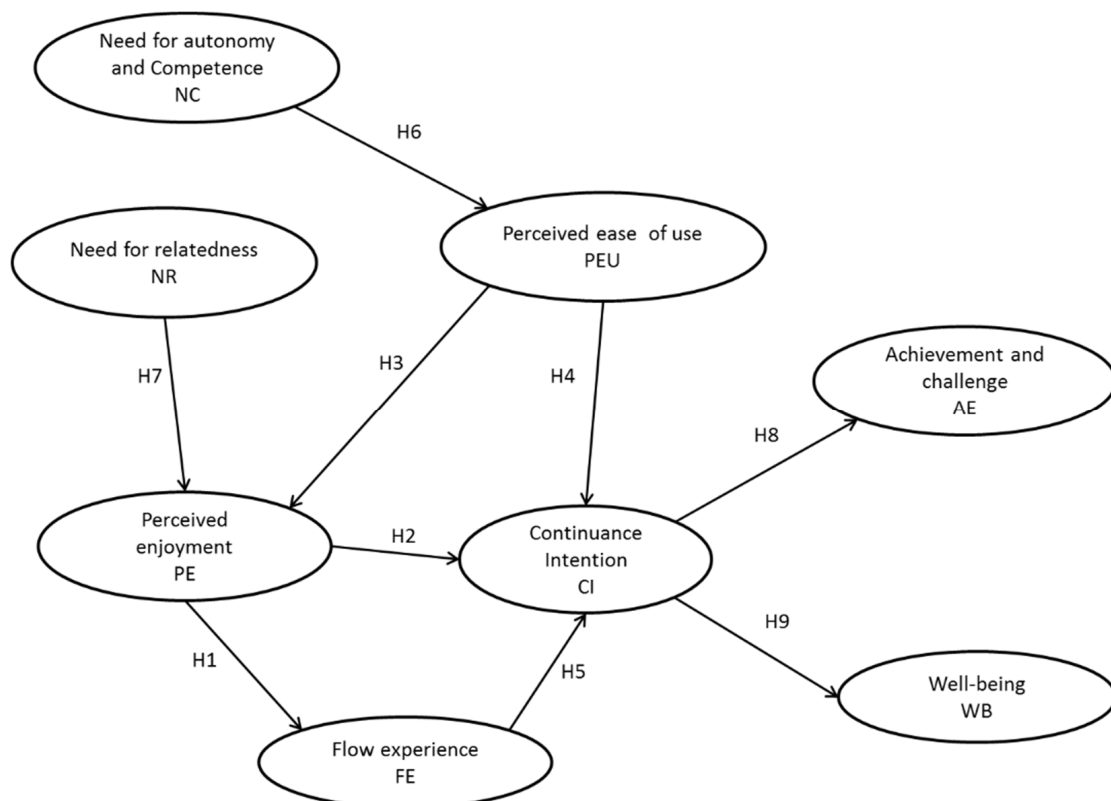 Need for autonomy
and Competence
NC
H6
Need for relatedness
NR
Perceived ease of use
PEU
H7
H3
H4
Achievement and
challenge
AE
H8
Perceived
enjoyment
PE
H2
Continuance
Intention
CI
H9
H1
H5
Well-being
WB
Flow experience
FE